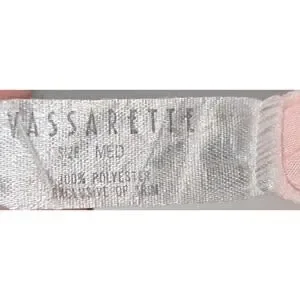 VASSARETTE
SIZE MED
100% POLYESTER
EXCLUSIVE OF TRIM